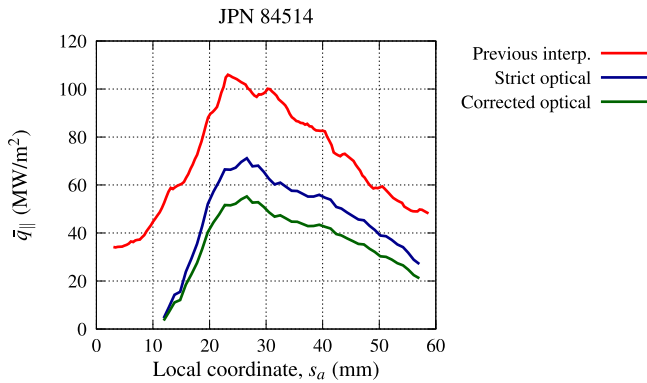 JPN 84514
120
100
80
60
40
20
0
0 10 20 30 40 50 60
q̄∥ (MW/m²)
Local coordinate, sₐ (mm)
Previous interp.
Strict optical
Corrected optical